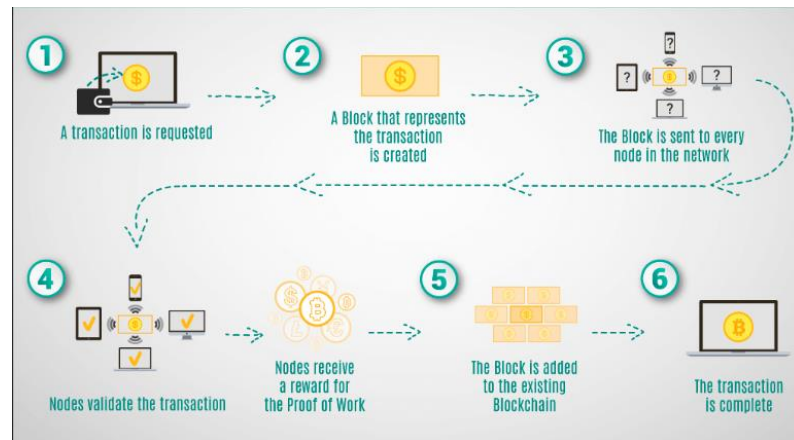 1
A transaction is requested
2
A Block that represents
the transaction
is created
3
?
?
?
?
The Block is sent to every
node in the network
4
Nodes validate the transaction
Nodes receive
a reward for
the Proof of Work
5
The Block is added
to the existing
Blockchain
6
The transaction
is complete